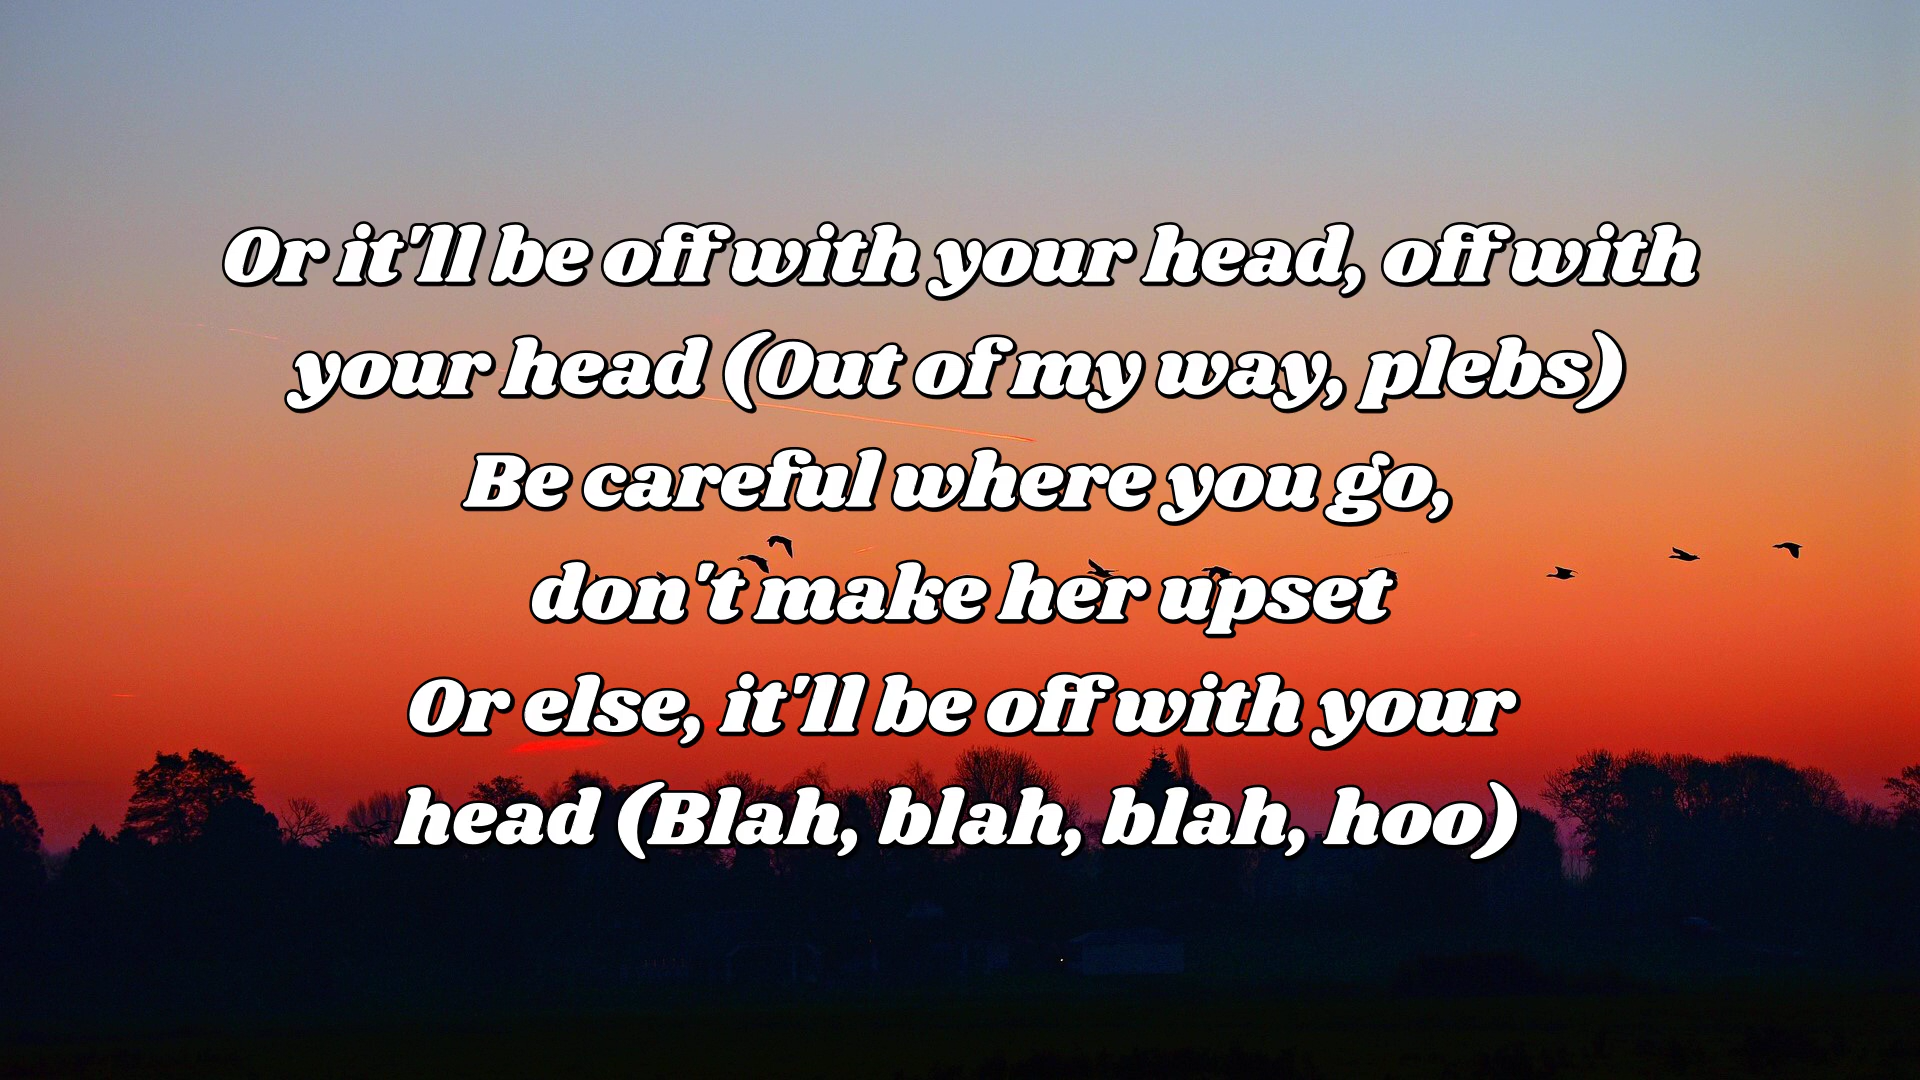 Or it'll be off with your head, off with
your head (Out of my way, plebs)
Be careful where you go,
don't make her upset
Or else, it'll be off with your
head (Blah, blah, blah, hoo)